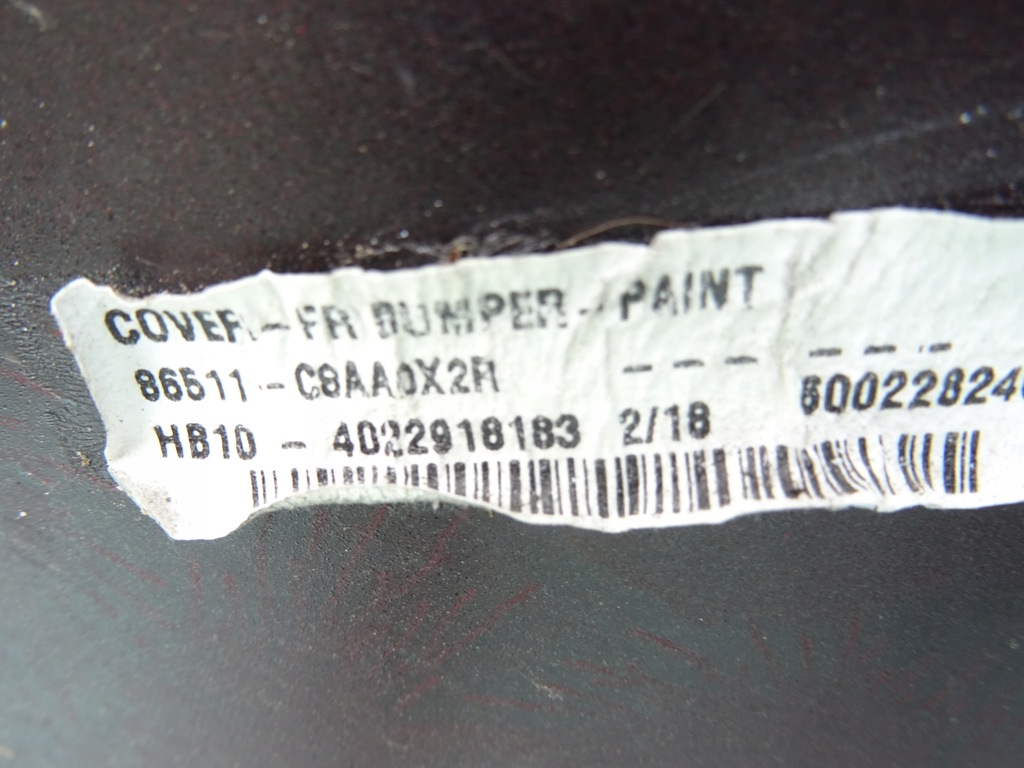 COVER-FR BUMPER-PAINT
86511-C8AA0X2R - - - - - -
HB10 - 4022918183 2/18